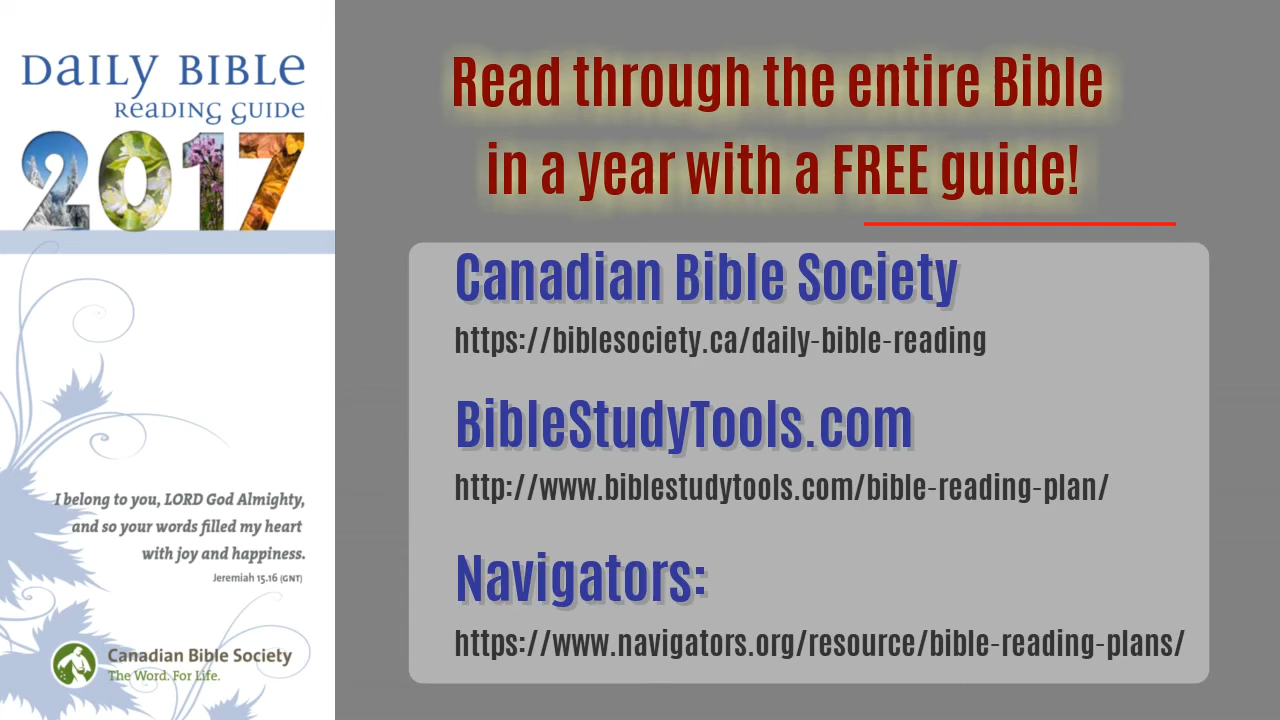 Daily Bible
Reading Guide
2017
I belong to you, LORD God Almighty,
and so your words filled my heart
with joy and happiness.
Jeremiah 15.16 (GNT)
Canadian Bible Society
The Word. For Life.
Read through the entire Bible
in a year with a FREE guide!
Canadian Bible Society
https://biblesociety.ca/daily-bible-reading
BibleStudyTools.com
http://www.biblestudytools.com/bible-reading-plan/
Navigators:
https://www.navigators.org/resource/bible-reading-plans/